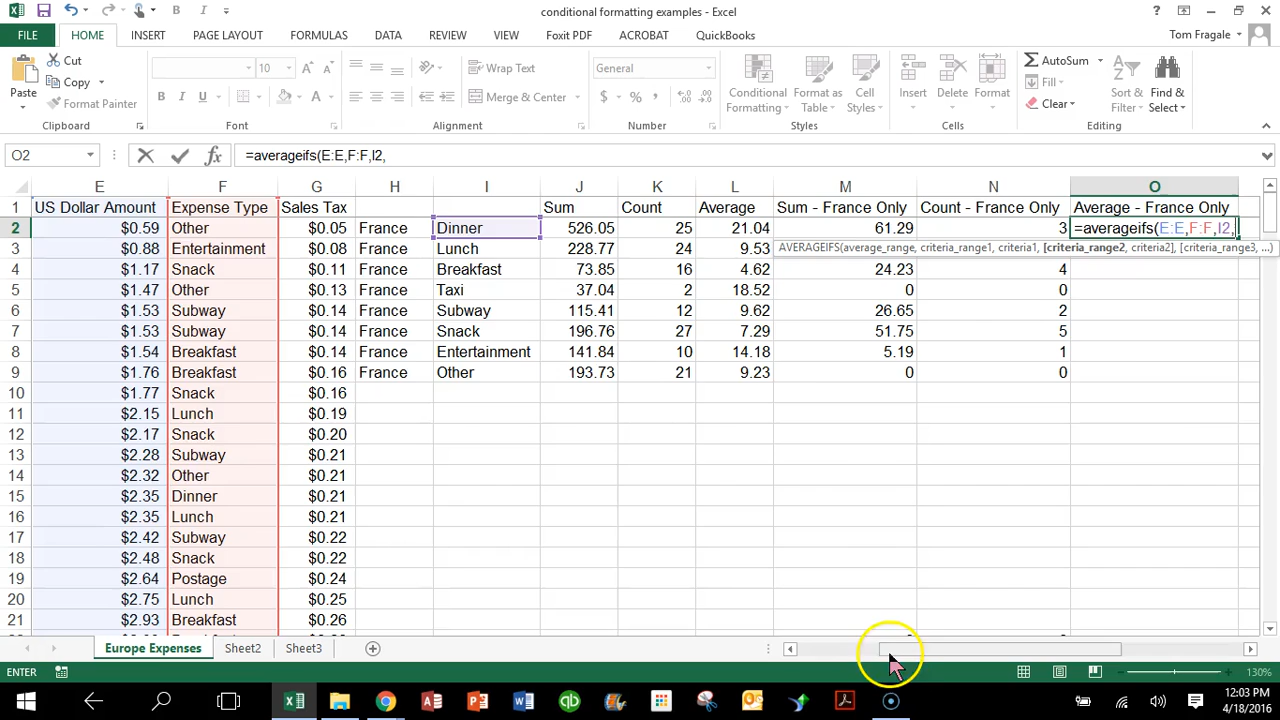 conditional formatting examples - Excel
FILE HOME INSERT PAGE LAYOUT FORMULAS DATA REVIEW VIEW Foxit PDF ACROBAT QuickBooks Tom Fragale
Paste
Cut
Copy
Format Painter
Clipboard
10
Font
Wrap Text
Merge & Center
Alignment
General
Number
Conditional Formatting
Format as Table
Cell Styles
Styles
Insert
Delete
Format
Cells
AutoSum
Fill
Clear
Sort & Filter
Find & Select
Editing
O2 =averageifs(E:E,F:F,I2,
E F G H I J K L M N O
1 US Dollar Amount Expense Type Sales Tax Sum Count Average Sum - France Only Count - France Only Average - France Only
2 $0.59 Other $0.05 France Dinner 526.05 25 21.04 61.29 3 =averageifs(E:E,F:F,I2,
3 $0.88 Entertainment $0.08 France Lunch 228.77 24 9.53 AVERAGEIFS(average_range, criteria_range1, criteria1, [criteria_range2, criteria2], [criteria_range3, ...)
4 $1.17 Snack $0.11 France Breakfast 73.85 16 4.62 24.23 4
5 $1.47 Other $0.13 France Taxi 37.04 2 18.52 0 0
6 $1.53 Subway $0.14 France Subway 115.41 12 9.62 26.65 2
7 $1.53 Subway $0.14 France Snack 196.76 27 7.29 51.75 5
8 $1.54 Breakfast $0.14 France Entertainment 141.84 10 14.18 5.19 1
9 $1.76 Breakfast $0.16 France Other 193.73 21 9.23 0 0
10 $1.77 Snack $0.16
11 $2.15 Lunch $0.19
12 $2.17 Snack $0.20
13 $2.28 Subway $0.21
14 $2.32 Other $0.21
15 $2.35 Dinner $0.21
16 $2.35 Lunch $0.21
17 $2.42 Subway $0.22
18 $2.48 Snack $0.22
19 $2.64 Postage $0.24
20 $2.75 Lunch $0.25
21 $2.93 Breakfast $0.26
Europe Expenses Sheet2 Sheet3
ENTER 130%
12:03 PM
4/18/2016